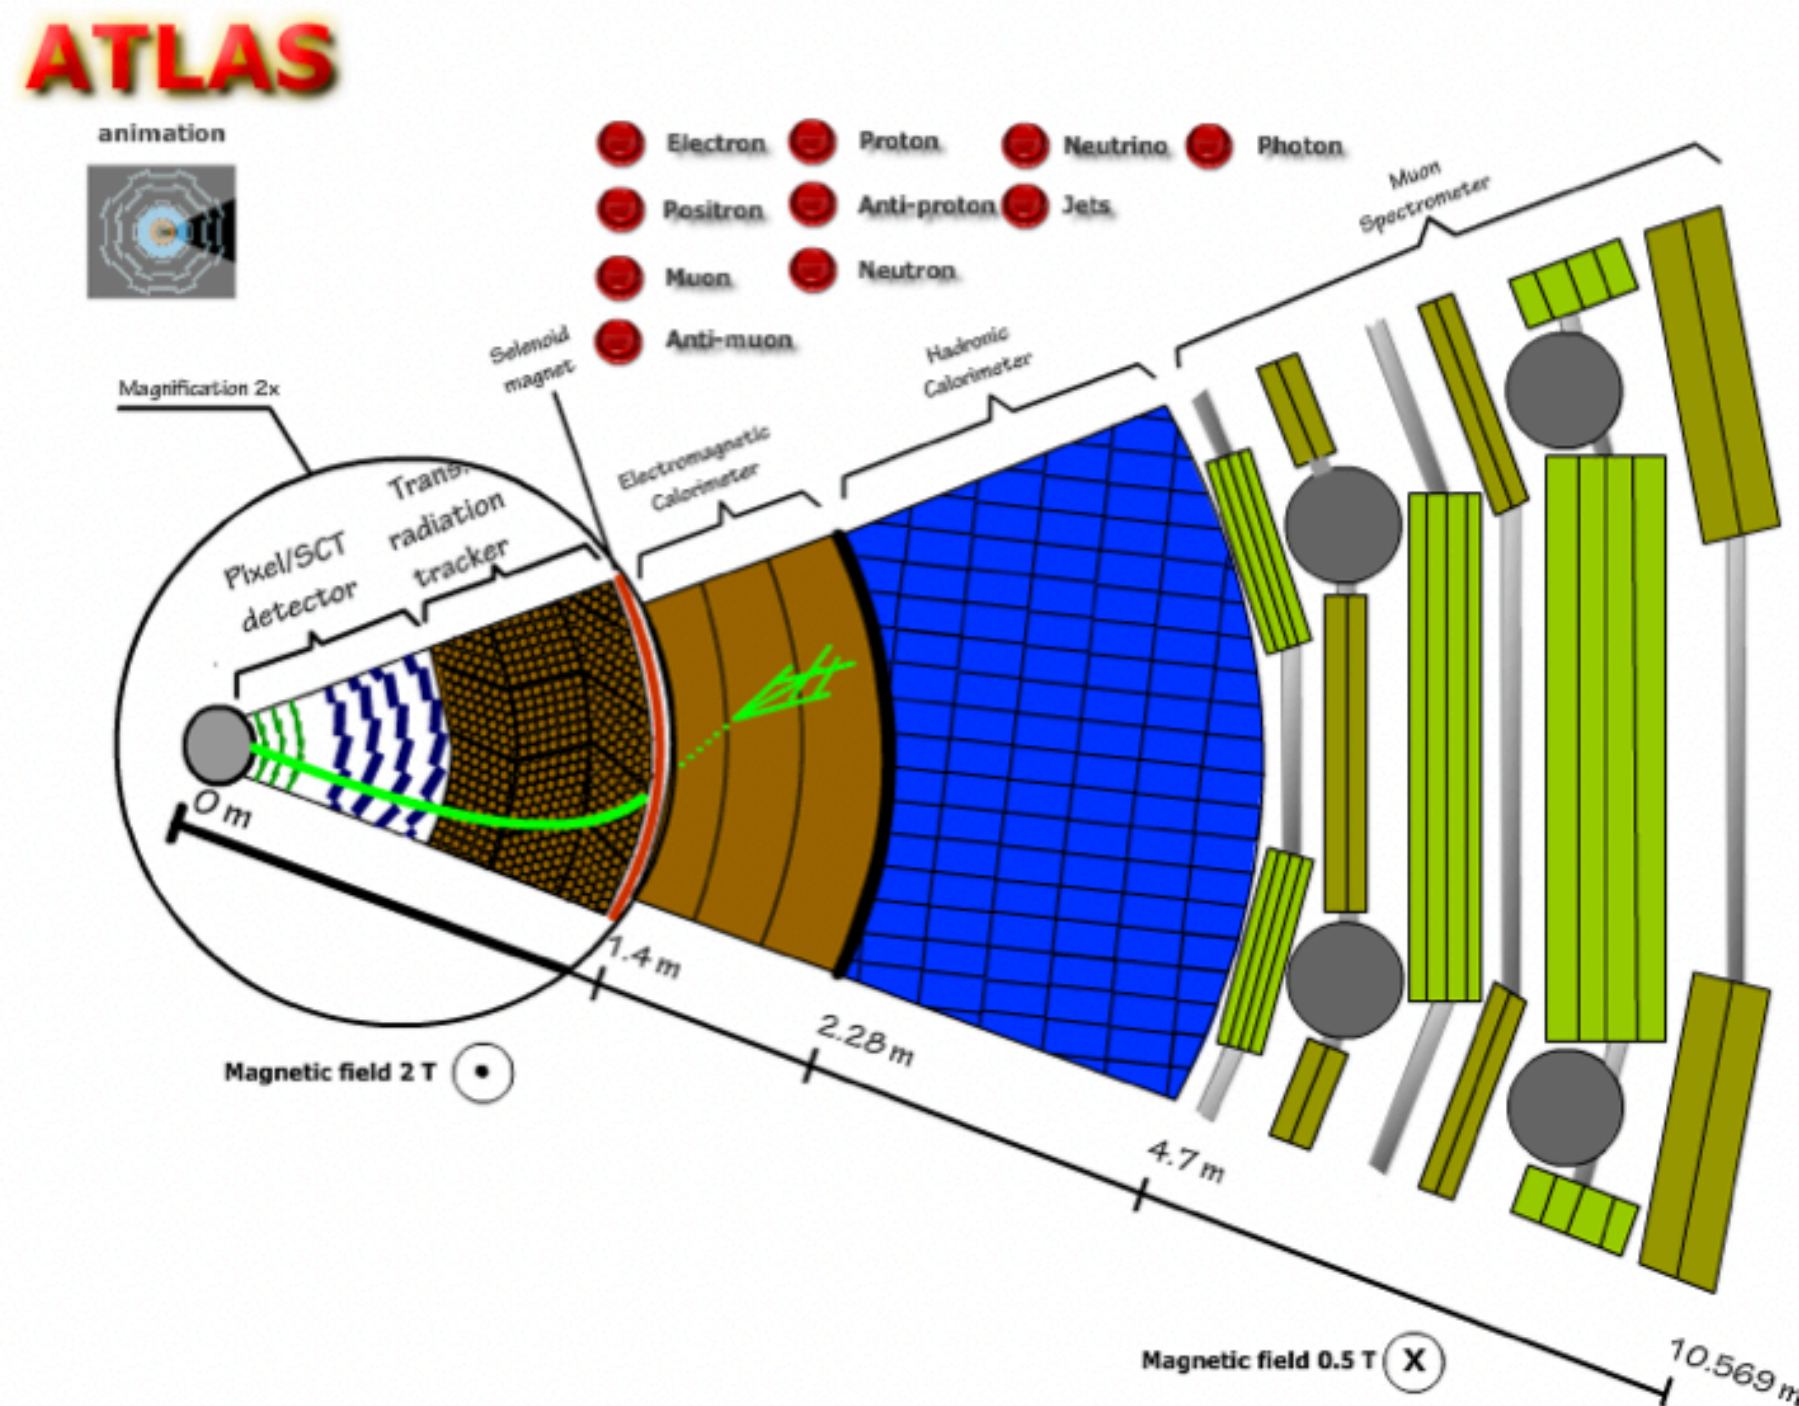 ATLAS
animation
Electron
Proton
Neutrino
Photon
Positron
Anti-proton
Jets
Muon
Neutron
Anti-muon
Muon
Spectrometer
Selenoid
magnet
Hadronic
Calorimeter
Magnification 2x
Electromagnetic
Calorimeter
Trans.
radiation
tracker
Pixel/SCT
detector
0 m
1.4 m
2.28 m
4.7 m
10.569 m
Magnetic field 2 T
Magnetic field 0.5 T X